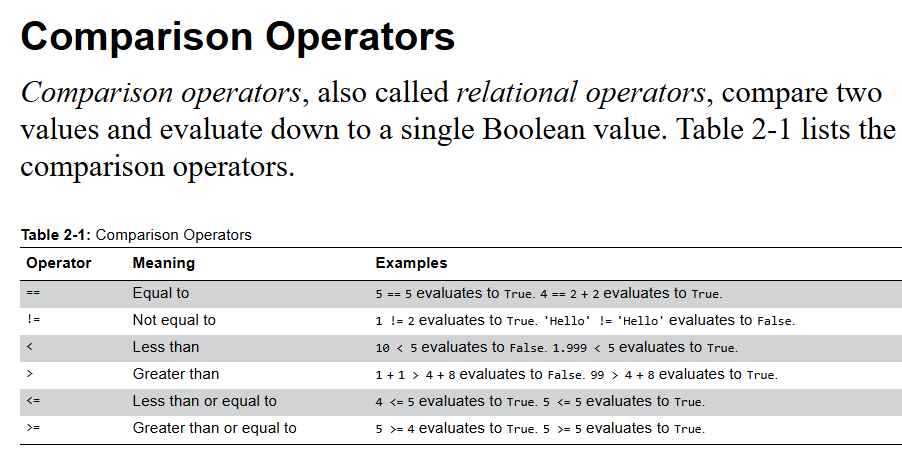 Comparison Operators
Comparison operators, also called relational operators, compare two
values and evaluate down to a single Boolean value. Table 2-1 lists the
comparison operators.
Table 2-1: Comparison Operators
Operator Meaning Examples
== Equal to 5 == 5 evaluates to True. 4 == 2 + 2 evaluates to True.
!= Not equal to 1 != 2 evaluates to True. 'Hello' != 'Hello' evaluates to False.
< Less than 10 < 5 evaluates to False. 1.999 < 5 evaluates to True.
> Greater than 1 + 1 > 4 + 8 evaluates to False. 99 > 4 + 8 evaluates to True.
<= Less than or equal to 4 <= 5 evaluates to True. 5 <= 5 evaluates to True.
>= Greater than or equal to 5 >= 4 evaluates to True. 5 >= 5 evaluates to True.